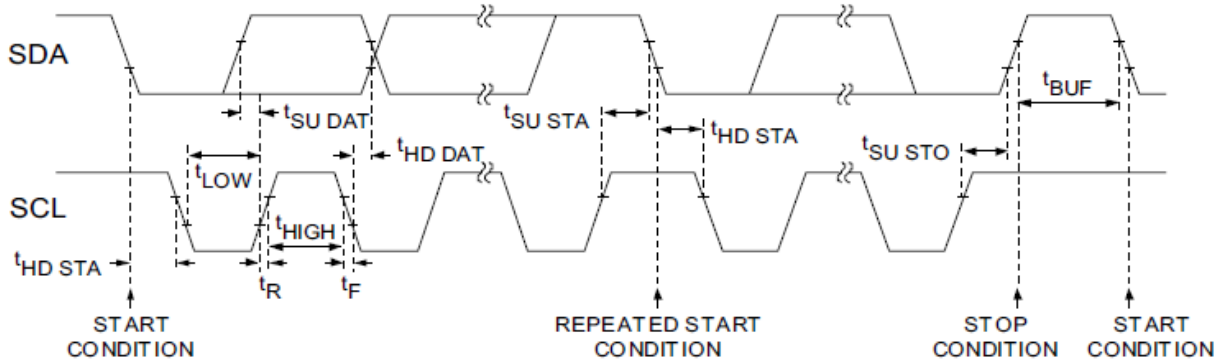 SDA
tSU DAT
tHD DAT
tSU STA
tHD STA
tBUF
tSU STO
tLOW
SCL
tHIGH
tHD STA
tR
tF
START
CONDITION
REPEATED START
CONDITION
STOP
CONDITION
START
CONDITION